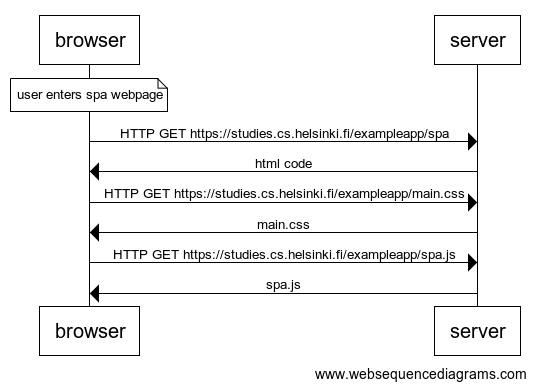 browser
server
user enters spa webpage
HTTP GET https://studies.cs.helsinki.fi/exampleapp/spa
html code
HTTP GET https://studies.cs.helsinki.fi/exampleapp/main.css
main.css
HTTP GET https://studies.cs.helsinki.fi/exampleapp/spa.js
spa.js
browser
server
www.websequencediagrams.com